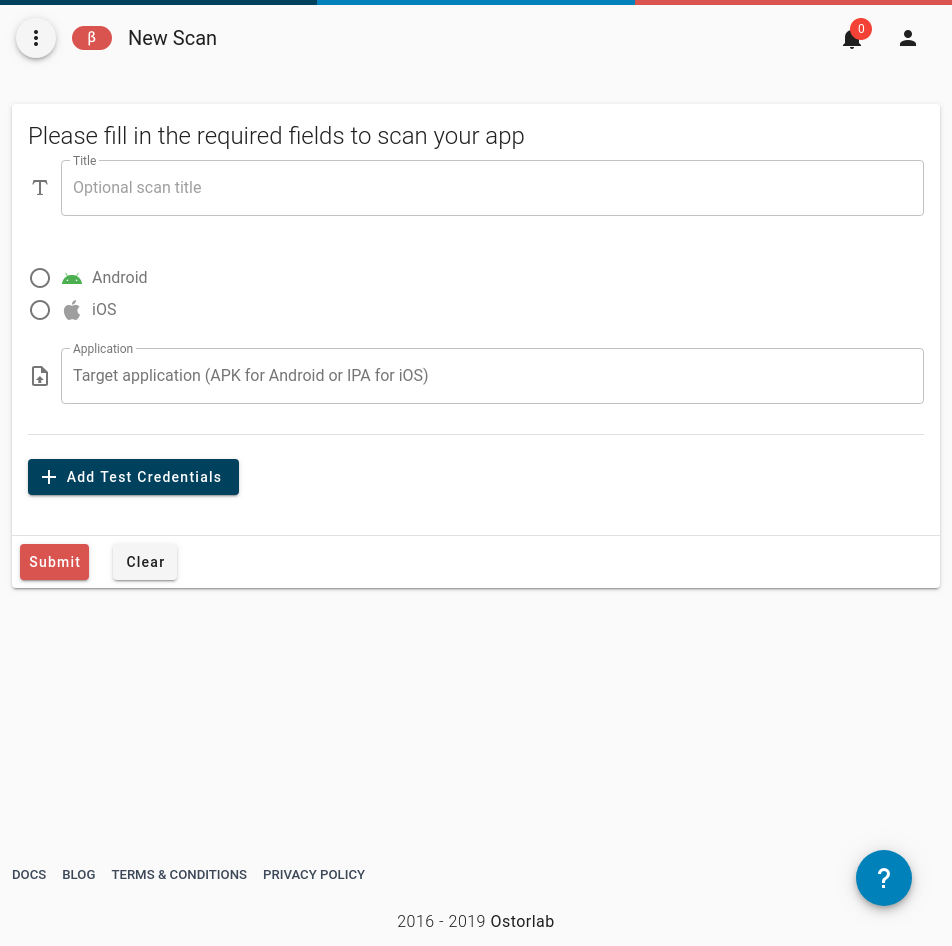 β New Scan 0
Please fill in the required fields to scan your app
Title
Optional scan title
Android
iOS
Application
Target application (APK for Android or IPA for iOS)
Add Test Credentials
Submit Clear
DOCS BLOG TERMS & CONDITIONS PRIVACY POLICY
?
2016 - 2019 Ostorlab